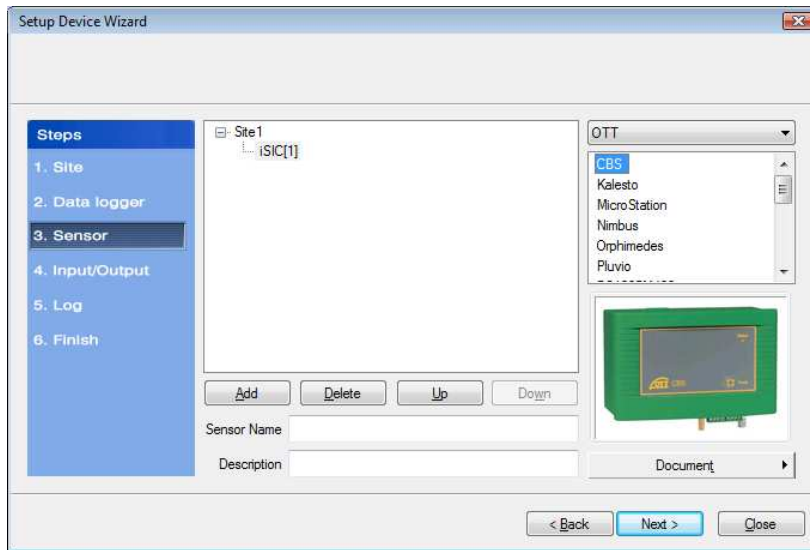 Setup Device Wizard
Steps
1. Site
2. Data logger
3. Sensor
4. Input/Output
5. Log
6. Finish
Site1
iSIC[1]
Add
Delete
Up
Down
Sensor Name
Description
OTT
CBS
Kalesto
MicroStation
Nimbus
Orphimedes
Pluvio
OTT CBS
Document
< Back
Next >
Close